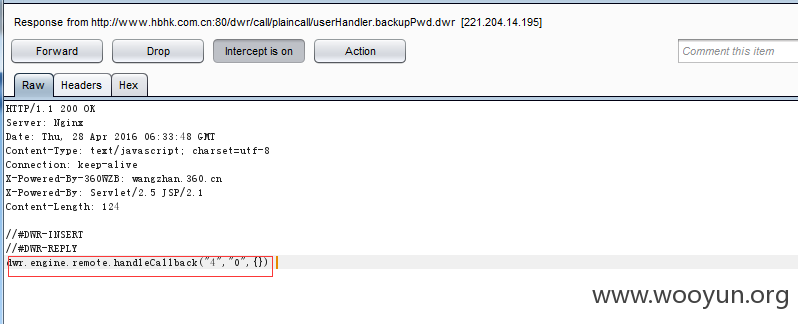 Response from http://www.hbhk.com.cn:80/dwr/call/plaincall/userHandler.backupPwd.dwr [221.204.14.195]
Forward Drop Intercept is on Action Comment this item
Raw Headers Hex
HTTP/1.1 200 OK
Server: Nginx
Date: Thu, 28 Apr 2016 06:33:48 GMT
Content-Type: text/javascript; charset=utf-8
Connection: keep-alive
X-Powered-By-360WZB: wangzhan.360.cn
X-Powered-By: Servlet/2.5 JSP/2.1
Content-Length: 124
//#DWR-INSERT
//#DWR-REPLY
dwr.engine.remote.handleCallback("4","0",{})
www.wooyun.org